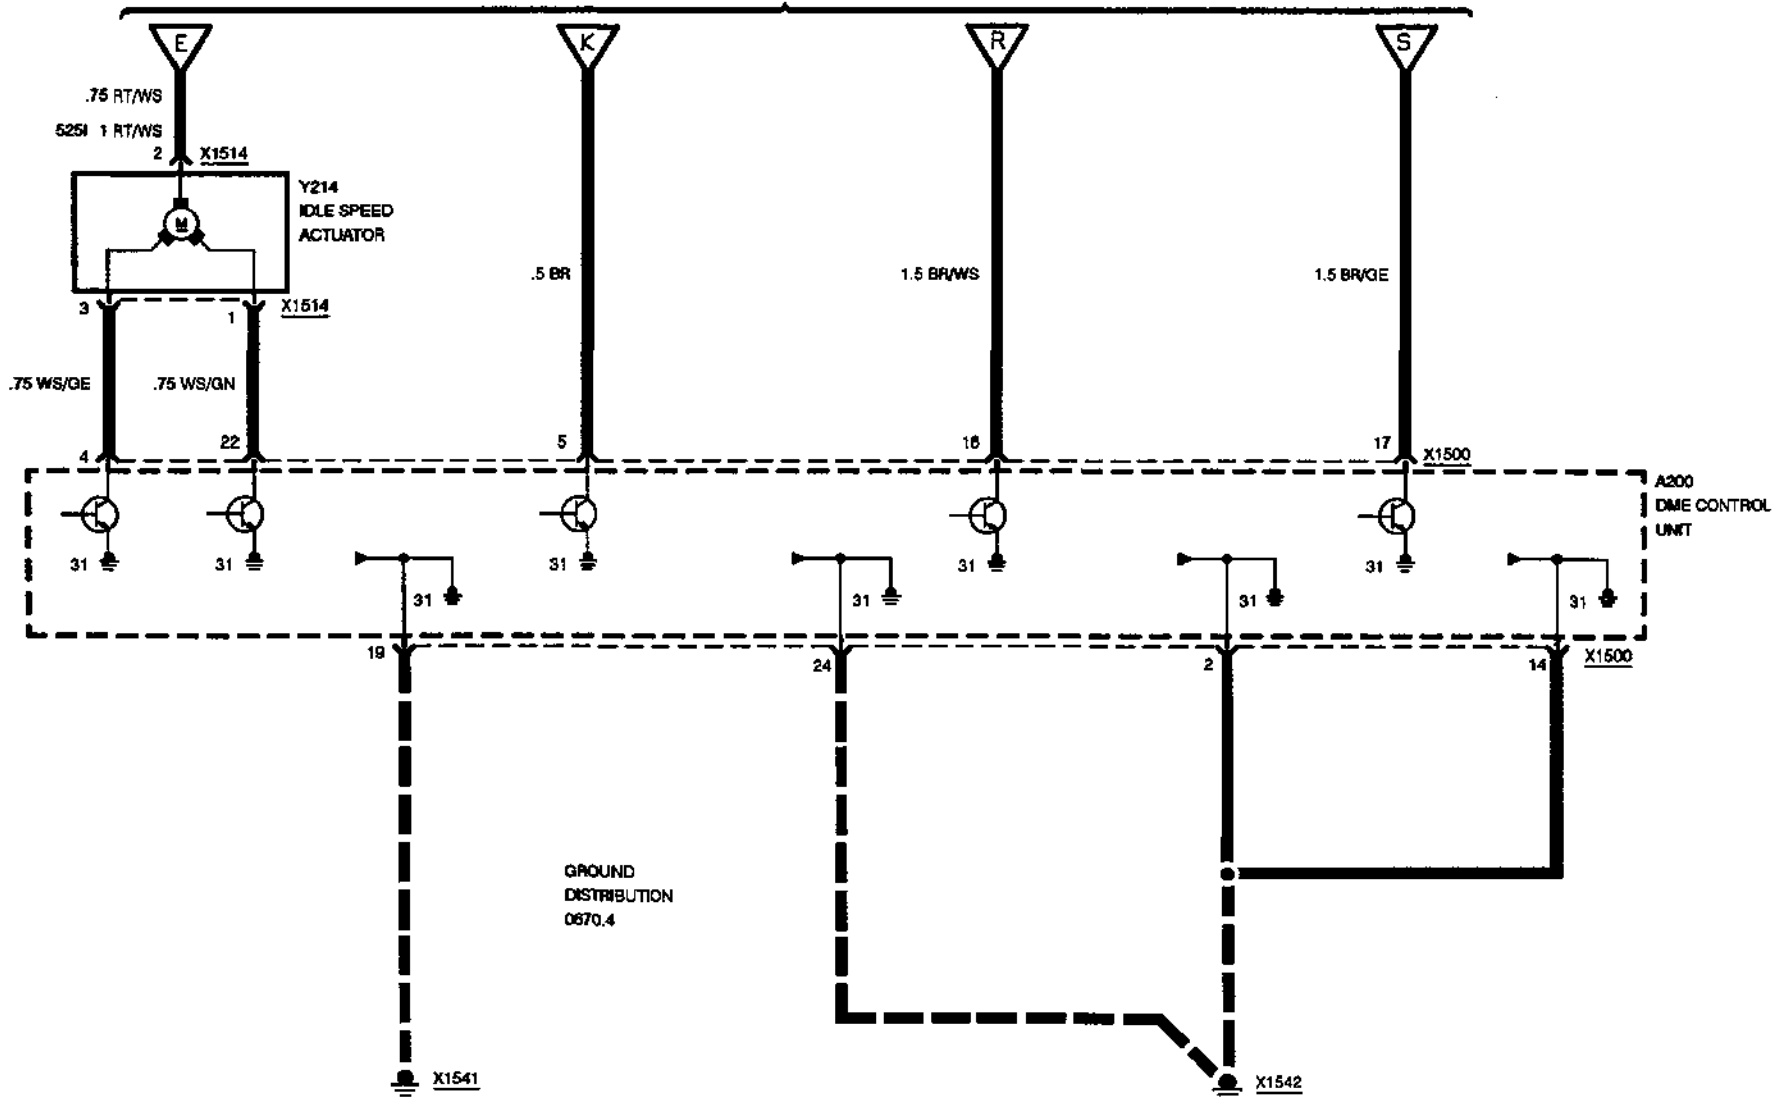 E
K
R
S
.75 RT/WS
525I 1 RT/WS
2
X1514
Y214
IDLE SPEED
ACTUATOR
M
.5 BR
1.5 BR/WS
1.5 BR/GE
3
1
X1514
.75 WS/GE
.75 WS/GN
4
22
5
16
17
X1500
A200
DME CONTROL
UNIT
31
31
31
31
31
31
31
31
31
19
24
2
14
X1500
GROUND
DISTRIBUTION
0670.4
X1541
X1542